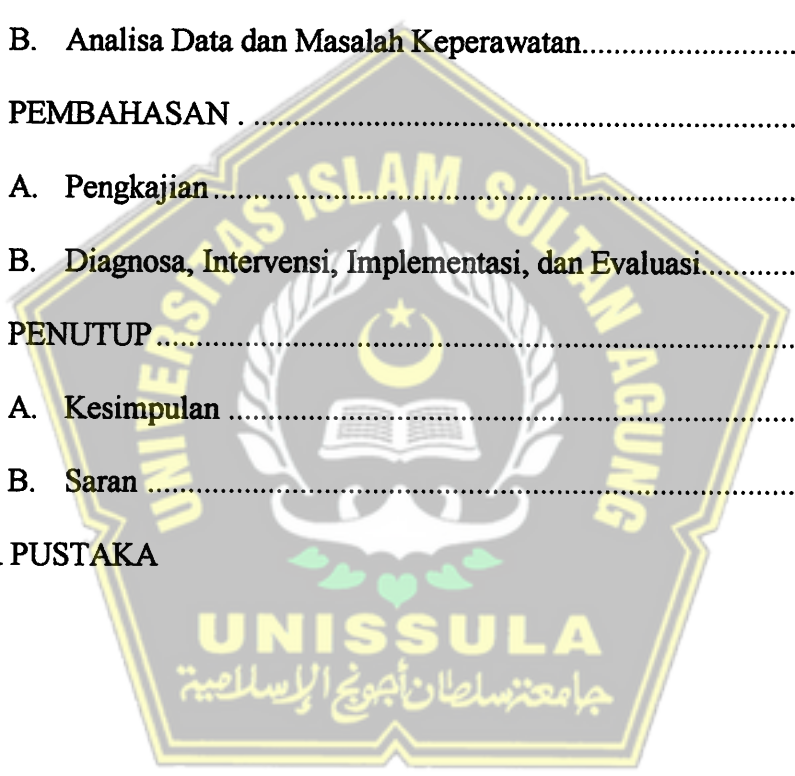 B. Analisa Data dan Masalah Keperawatan..........................
PEMBAHASAN . ..........................................................
A. Pengkajian ..............................................................
B. Diagnosa, Intervensi, Implementasi, dan Evaluasi............
PENUTUP ..................................................................
A. Kesimpulan .............................................................
B. Saran .....................................................................
PUSTAKA
UNIVERSITAS ISLAM SULTAN AGUNG
UNISSULA
جامعة سلطان أجونج الإسلامية